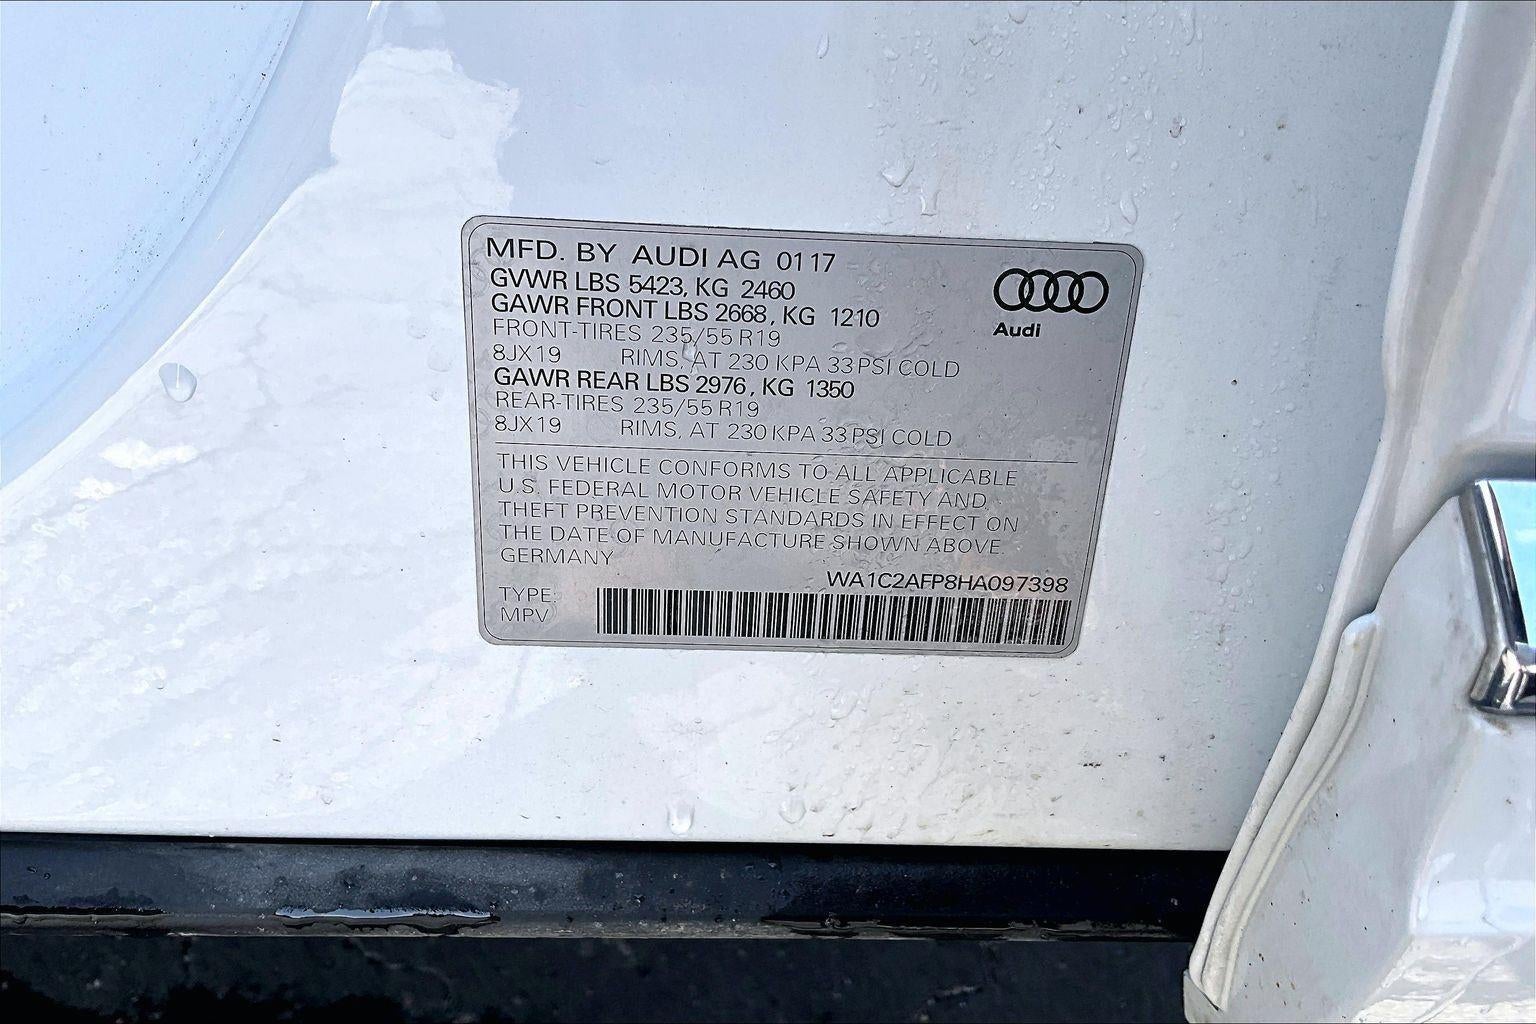 MFD. BY AUDI AG 01 17
GVWR LBS 5423, KG 2460
GAWR FRONT LBS 2668, KG 1210
FRONT-TIRES 235/55 R19
8JX19 RIMS, AT 230 KPA 33 PSI COLD
GAWR REAR LBS 2976, KG 1350
REAR-TIRES 235/55 R19
8JX19 RIMS, AT 230 KPA 33 PSI COLD
Audi
THIS VEHICLE CONFORMS TO ALL APPLICABLE
U.S. FEDERAL MOTOR VEHICLE SAFETY AND
THEFT PREVENTION STANDARDS IN EFFECT ON
THE DATE OF MANUFACTURE SHOWN ABOVE.
GERMANY
WA1C2AFP8HA097398
TYPE:
MPV